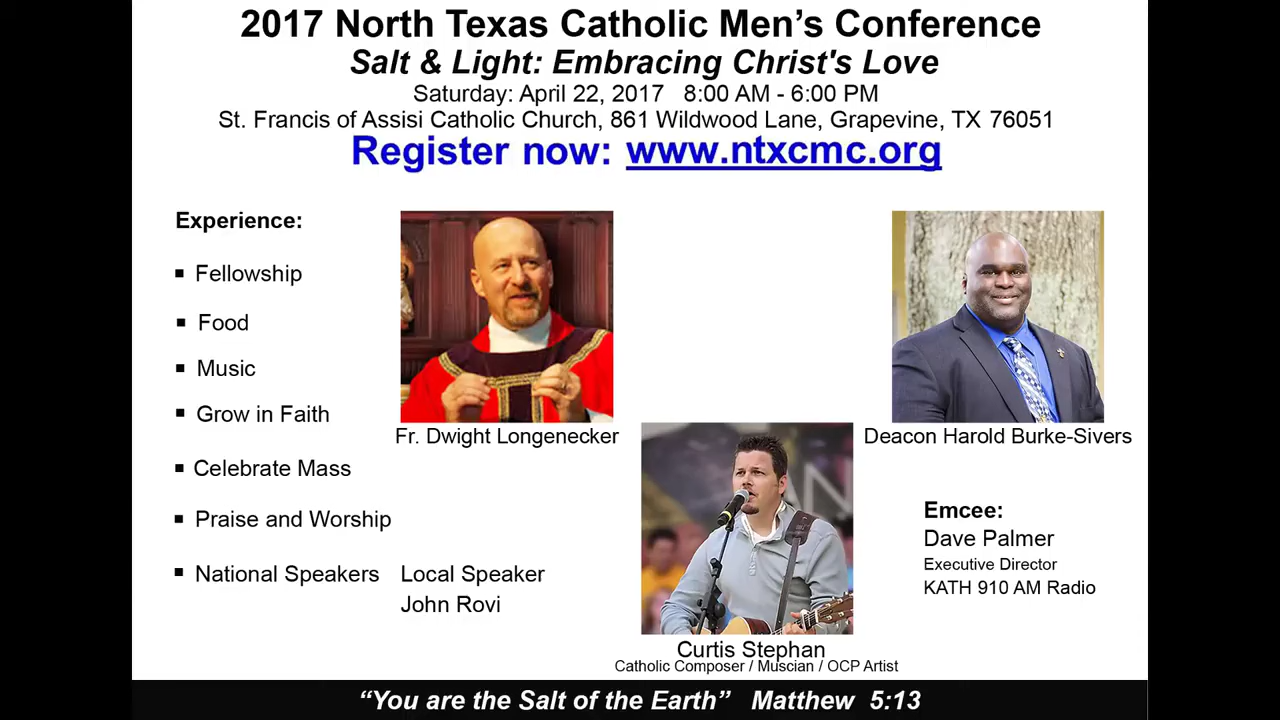 2017 North Texas Catholic Men’s Conference
Salt & Light: Embracing Christ's Love
Saturday: April 22, 2017 8:00 AM - 6:00 PM
St. Francis of Assisi Catholic Church, 861 Wildwood Lane, Grapevine, TX 76051
Register now: www.ntxcmc.org
Experience:
▪ Fellowship
▪ Food
▪ Music
▪ Grow in Faith
▪ Celebrate Mass
▪ Praise and Worship
▪ National Speakers
Local Speaker
John Rovi
Fr. Dwight Longenecker
Curtis Stephan
Catholic Composer / Muscian / OCP Artist
Deacon Harold Burke-Sivers
Emcee:
Dave Palmer
Executive Director
KATH 910 AM Radio
“You are the Salt of the Earth” Matthew 5:13